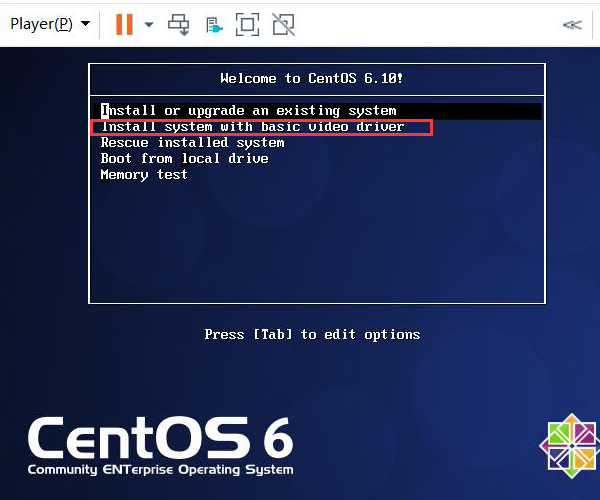 Player(P)
Welcome to CentOS 6.10!
Install or upgrade an existing system
Install system with basic video driver
Rescue installed system
Boot from local drive
Memory test
Press [Tab] to edit options
CentOS 6
Community ENTerprise Operating System